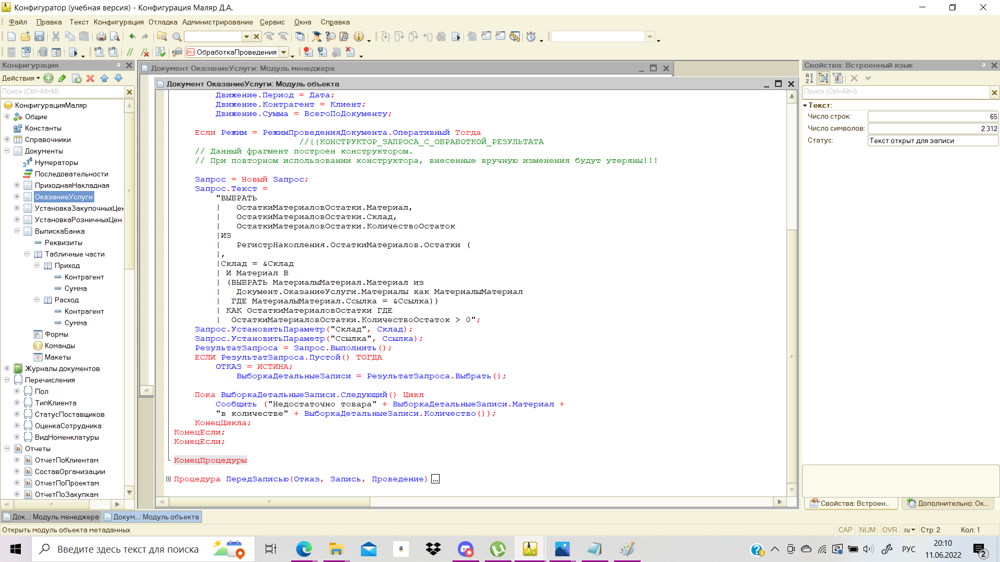 Конфигуратор (учебная версия) - Конфигурация Маляр Д.А.
Файл Правка Текст Конфигурация Отладка Администрирование Сервис Окна Справка
ОбработкаПроведения
Конфигурация
Действия
Поиск (Ctrl+Alt+M)
КонфигурацияМаляр
Общие
Константы
Справочники
Документы
Нумераторы
Последовательности
ПриходнаяНакладная
ОказаниеУслуги
УстановкаЗакупочныхЦен
УстановкаРозничныхЦен
ВыпискаБанка
Реквизиты
Табличные части
Приход
Контрагент
Сумма
Расход
Контрагент
Сумма
Формы
Команды
Макеты
Журналы документов
Перечисления
Пол
ТипКлиента
СтатусПоставщиков
ОценкаСотрудника
ВидНоменклатуры
Отчеты
ОтчетПоКлиентам
СоставОрганизации
ОтчетПоПроектам
ОтчетПоЗакупкам
Документ ОказаниеУслуги: Модуль менеджера
Документ ОказаниеУслуги: Модуль объекта
Движение.Период = Дата;
Движение.Контрагент = Клиент;
Движение.Сумма = ВсегоПоДокументу;
Если Режим = РежимПроведенияДокумента.Оперативный Тогда
//{{КОНСТРУКТОР_ЗАПРОСА_С_ОБРАБОТКОЙ_РЕЗУЛЬТАТА
// Данный фрагмент построен конструктором.
// При повторном использовании конструктора, внесенные вручную изменения будут утеряны!!!
Запрос = Новый Запрос;
Запрос.Текст =
"ВЫБРАТЬ
| ОстаткиМатериаловОстатки.Материал,
| ОстаткиМатериаловОстатки.Склад,
| ОстаткиМатериаловОстатки.КоличествоОстаток
|ИЗ
| РегистрНакопления.ОстаткиМатериалов.Остатки (
|,
|Склад = &Склад
| И Материал В
| (ВЫБРАТЬ МатериалыМатериал.Материал из
| Документ.ОказаниеУслуги.Материалы как МатериалыМатериал
| ГДЕ МатериалыМатериал.Ссылка = &Ссылка))
| КАК ОстаткиМатериаловОстатки ГДЕ
| ОстаткиМатериаловОстатки.КоличествоОстаток > 0";
Запрос.УстановитьПараметр("Склад", Склад);
Запрос.УстановитьПараметр("Ссылка", Ссылка);
РезультатЗапроса = Запрос.Выполнить();
ЕСЛИ РезультатЗапроса.Пустой() ТОГДА
ОТКАЗ = ИСТИНА;
ВыборкаДетальныеЗаписи = РезультатЗапроса.Выбрать();
Пока ВыборкаДетальныеЗаписи.Следующий() Цикл
Сообщить ("Недостаточно товара" + ВыборкаДетальныеЗаписи.Материал +
"в количестве" + ВыборкаДетальныеЗаписи.Количество());
КонецЦикла;
КонецЕсли;
КонецЕсли;
КонецПроцедуры
Процедура ПередЗаписью(Отказ, Запись, Проведение) ...
Свойства: Встроенный язык
Поиск (Ctrl+Alt+I)
Текст:
Число строк: 65
Число символов: 2 312
Статус: Текст открыт для записи
Свойства: Встроен...
Дополнительно: Ок...
Док...: Модуль менеджера
Докум...: Модуль объекта
Открыть модуль объекта метаданных
CAP NUM OVR ru Стр: 2 Кол: 1
Введите здесь текст для поиска
РУС
20:10
11.06.2022
2